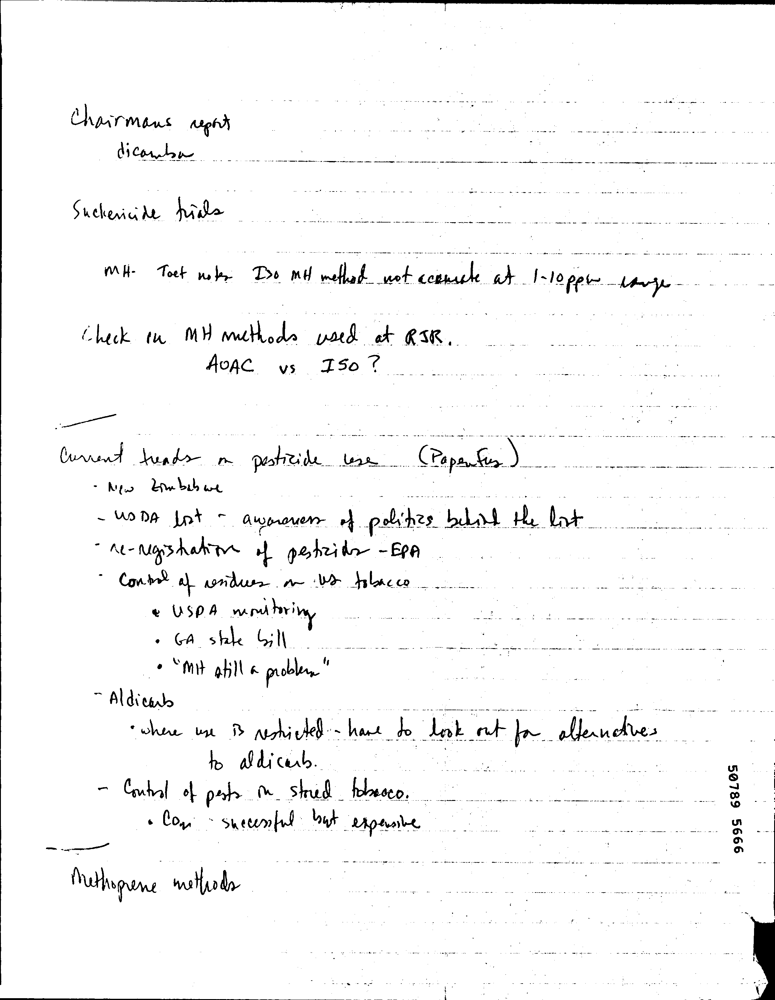 Chairmans report
dicamba
Suckericide trials
MH- Toet notes ISO MH method not accurate at 1-10 ppm range
Check on MH methods used at RJR.
AOAC vs ISO ?
Current trends on pesticide use (Papenfus)
· New Zimbabwe
- USDA list - awareness of politics behind the list
- re-registration of pesticides - EPA
· Control of residues on US tobacco
• USDA monitoring
• GA state bill
• "MH still a problem"
- Aldicarb
· where use is restricted - have to look out for alternatives
to aldicarb.
- Control of pests in stored tobacco.
• successful but expensive
Methoprene methods
50789 5666